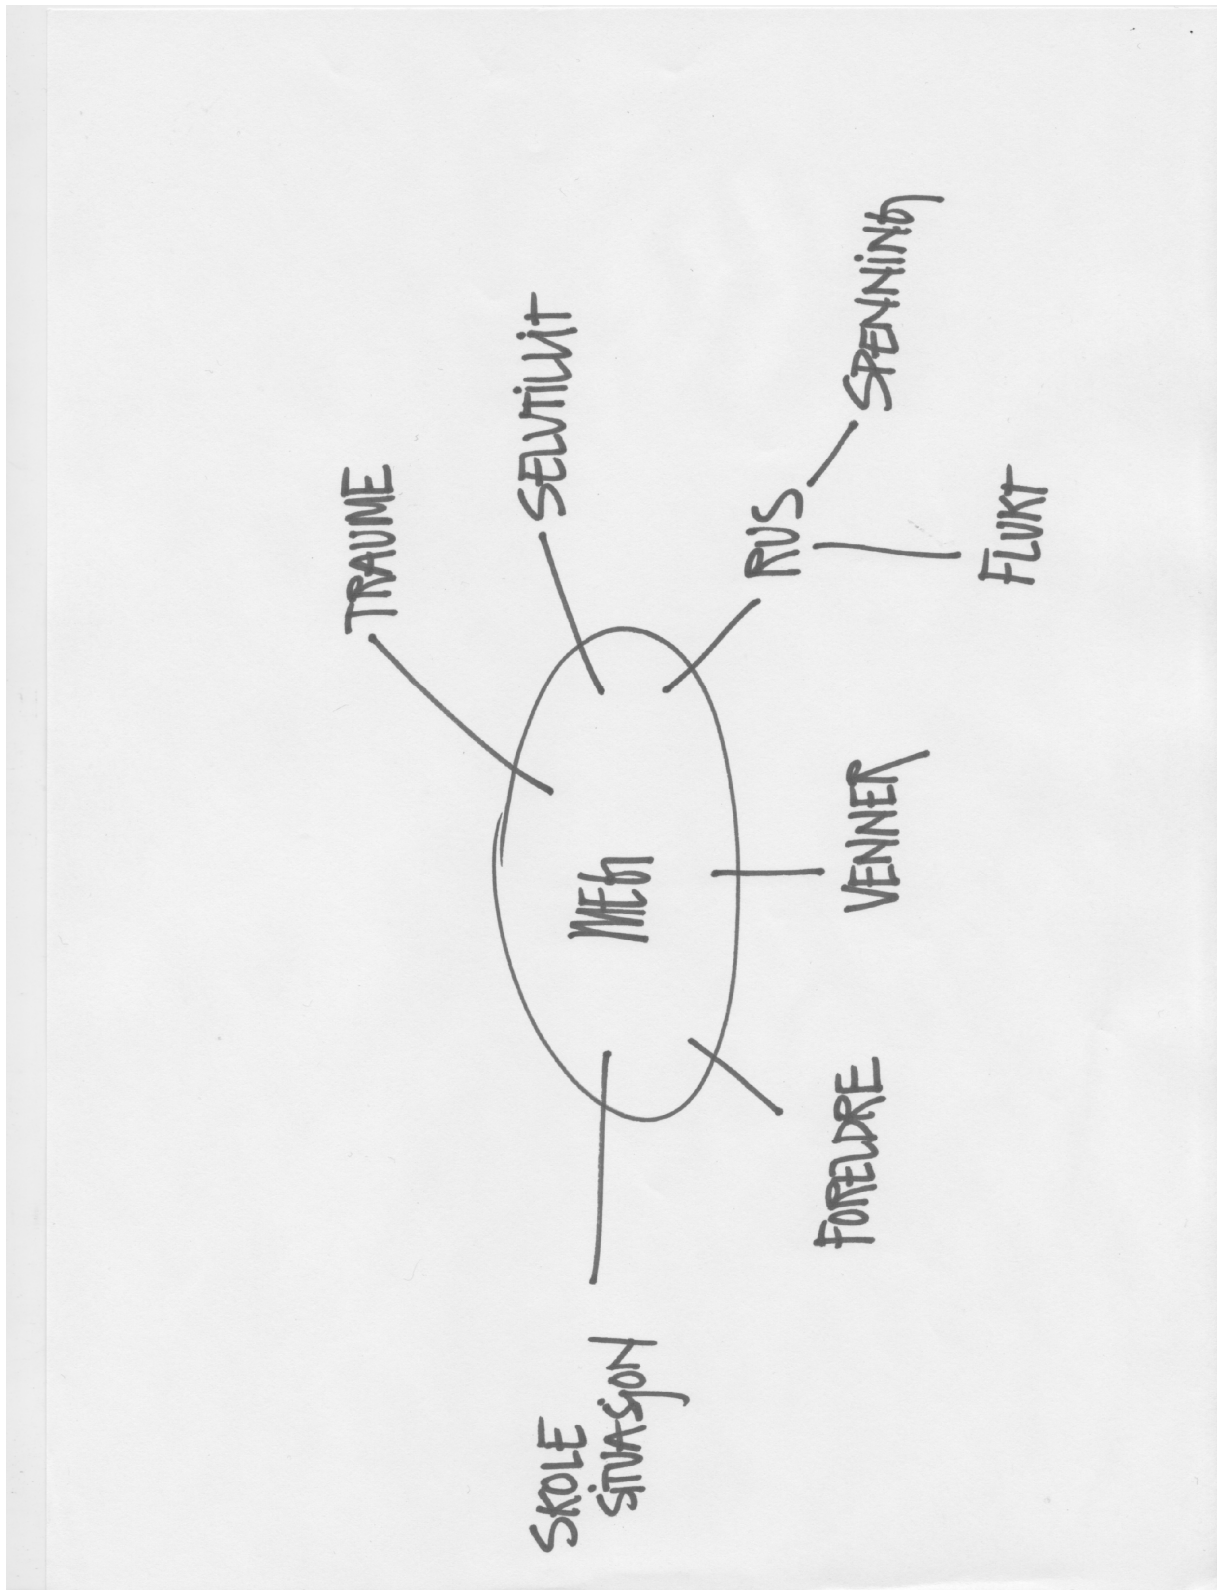 TRAUME
SELVTILLiT
SKOLE
SiTUASjON
MEG
RUS
SPENNiNG
FORELDRE
VENNER
FLUKT